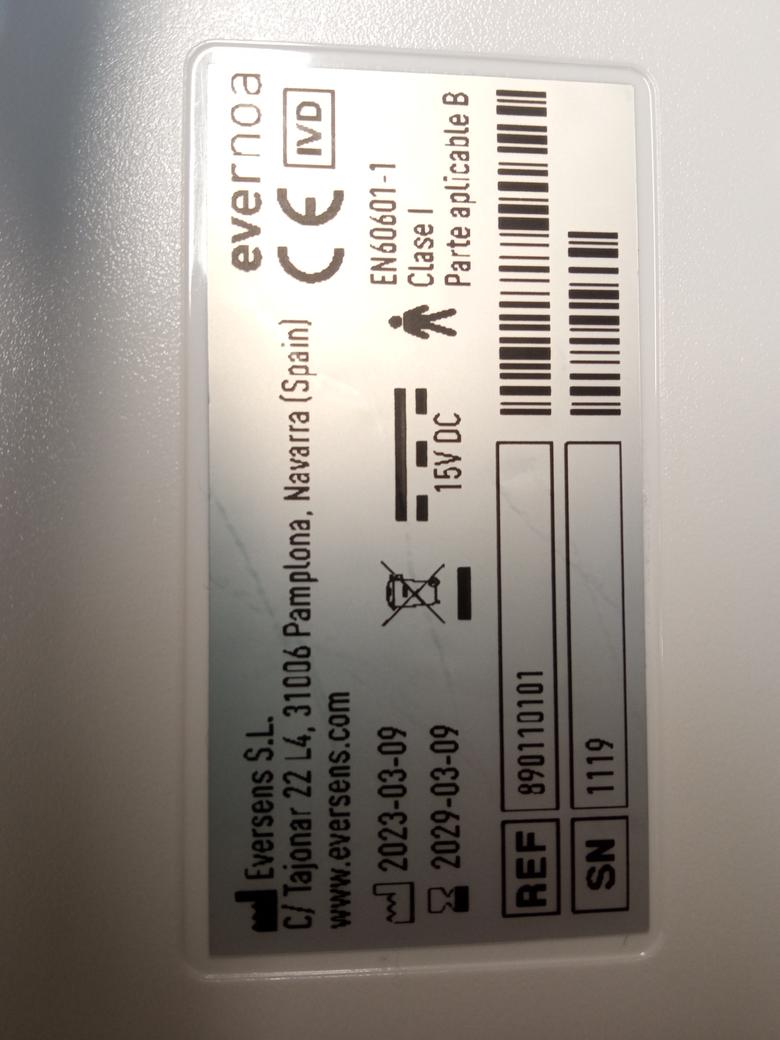 Eversens S.L.
C/ Tajonar 22 L4, 31006 Pamplona, Navarra (Spain)
www.eversens.com
evernoa
CE IVD
2023-03-09
2029-03-09
15V DC
EN60601-1
Clase I
Parte aplicable B
REF 890110101
SN 1119